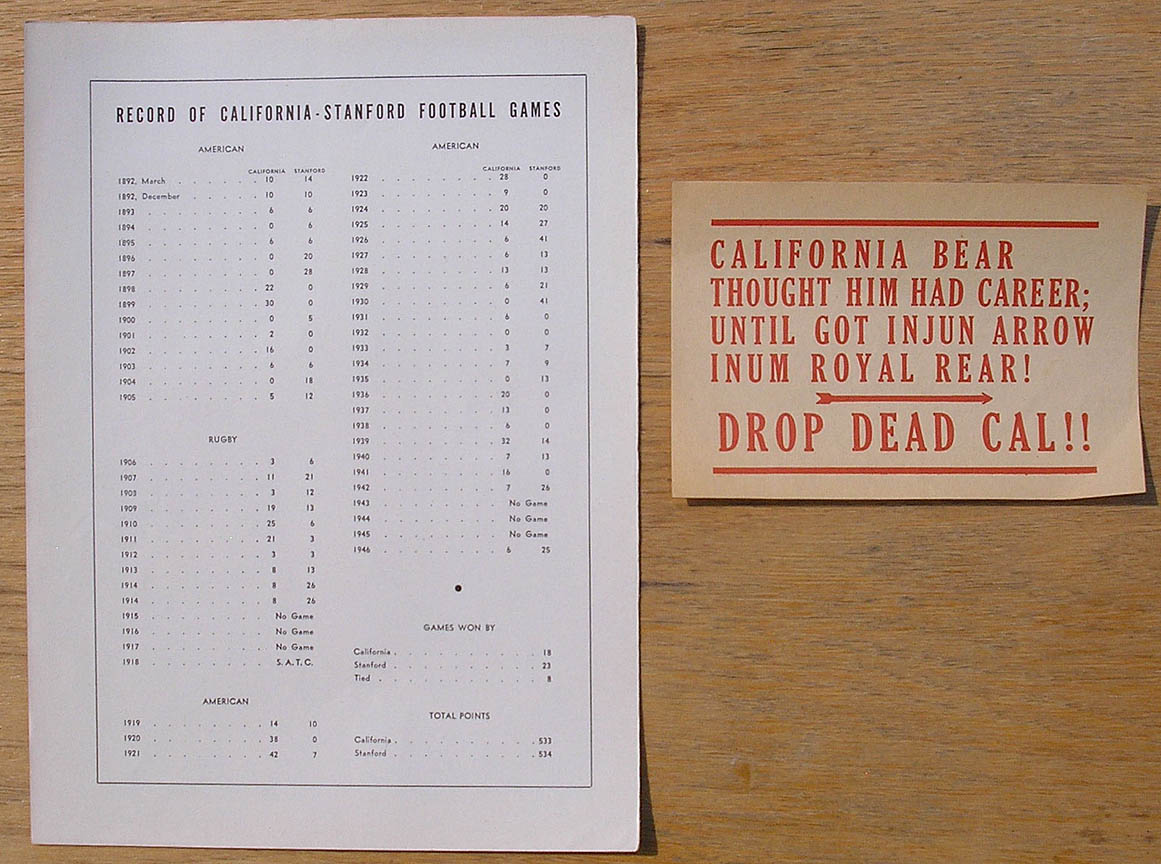 RECORD OF CALIFORNIA - STANFORD FOOTBALL GAMES
AMERICAN
CALIFORNIA STANFORD
1892, March . . . . . . . 10 14
1892, December . . . . . . 10 10
1893 . . . . . . . . 6 6
1894 . . . . . . . . 0 6
1895 . . . . . . . . 6 6
1896 . . . . . . . . 0 20
1897 . . . . . . . . 0 28
1898 . . . . . . . . 22 0
1899 . . . . . . . . 30 0
1900 . . . . . . . . 0 5
1901 . . . . . . . . 2 0
1902 . . . . . . . . 16 0
1903 . . . . . . . . 6 6
1904 . . . . . . . . 0 18
1905 . . . . . . . . 5 12
RUGBY
1906 . . . . . . . . 3 6
1907 . . . . . . . . 11 21
1908 . . . . . . . . 3 12
1909 . . . . . . . . 19 13
1910 . . . . . . . . 25 6
1911 . . . . . . . . 21 3
1912 . . . . . . . . 3 3
1913 . . . . . . . . 8 13
1914 . . . . . . . . 8 26
1914 . . . . . . . . 8 26
1915 . . . . . . . . No Game
1916 . . . . . . . . No Game
1917 . . . . . . . . No Game
1918 . . . . . . . . S. A. T. C.
AMERICAN
1919 . . . . . . . . 14 10
1920 . . . . . . . . 38 0
1921 . . . . . . . . 42 7
AMERICAN
CALIFORNIA STANFORD
1922 . . . . . . . . 28 0
1923 . . . . . . . . 9 0
1924 . . . . . . . . 20 20
1925 . . . . . . . . 14 27
1926 . . . . . . . . 6 41
1927 . . . . . . . . 6 13
1928 . . . . . . . . 13 13
1929 . . . . . . . . 6 21
1930 . . . . . . . . 0 41
1931 . . . . . . . . 6 0
1932 . . . . . . . . 0 0
1933 . . . . . . . . 3 7
1934 . . . . . . . . 7 9
1935 . . . . . . . . 0 13
1936 . . . . . . . . 20 0
1937 . . . . . . . . 13 0
1938 . . . . . . . . 6 0
1939 . . . . . . . . 32 14
1940 . . . . . . . . 7 13
1941 . . . . . . . . 16 0
1942 . . . . . . . . 7 26
1943 . . . . . . . . No Game
1944 . . . . . . . . No Game
1945 . . . . . . . . No Game
1946 . . . . . . . . 6 25
GAMES WON BY
California . . . . . . . . . 18
Stanford . . . . . . . . . 23
Tied . . . . . . . . . . 8
TOTAL POINTS
California . . . . . . . . . 533
Stanford . . . . . . . . . 534
CALIFORNIA BEAR
THOUGHT HIM HAD CAREER;
UNTIL GOT INJUN ARROW
INUM ROYAL REAR!
DROP DEAD CAL!!